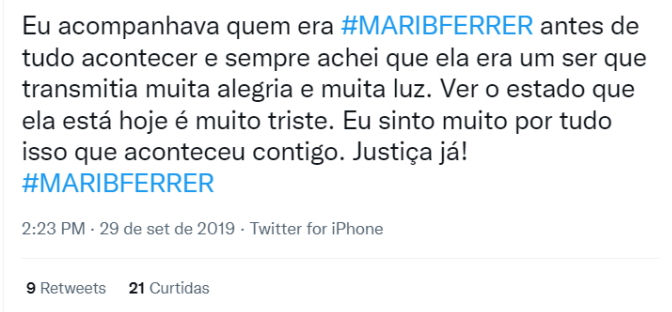 Eu acompanhava quem era #MARIBFERRER antes de
tudo acontecer e sempre achei que ela era um ser que
transmitia muita alegria e muita luz. Ver o estado que
ela está hoje é muito triste. Eu sinto muito por tudo
isso que aconteceu contigo. Justiça já!
#MARIBFERRER
2:23 PM · 29 de set de 2019 · Twitter for iPhone
9 Retweets 21 Curtidas